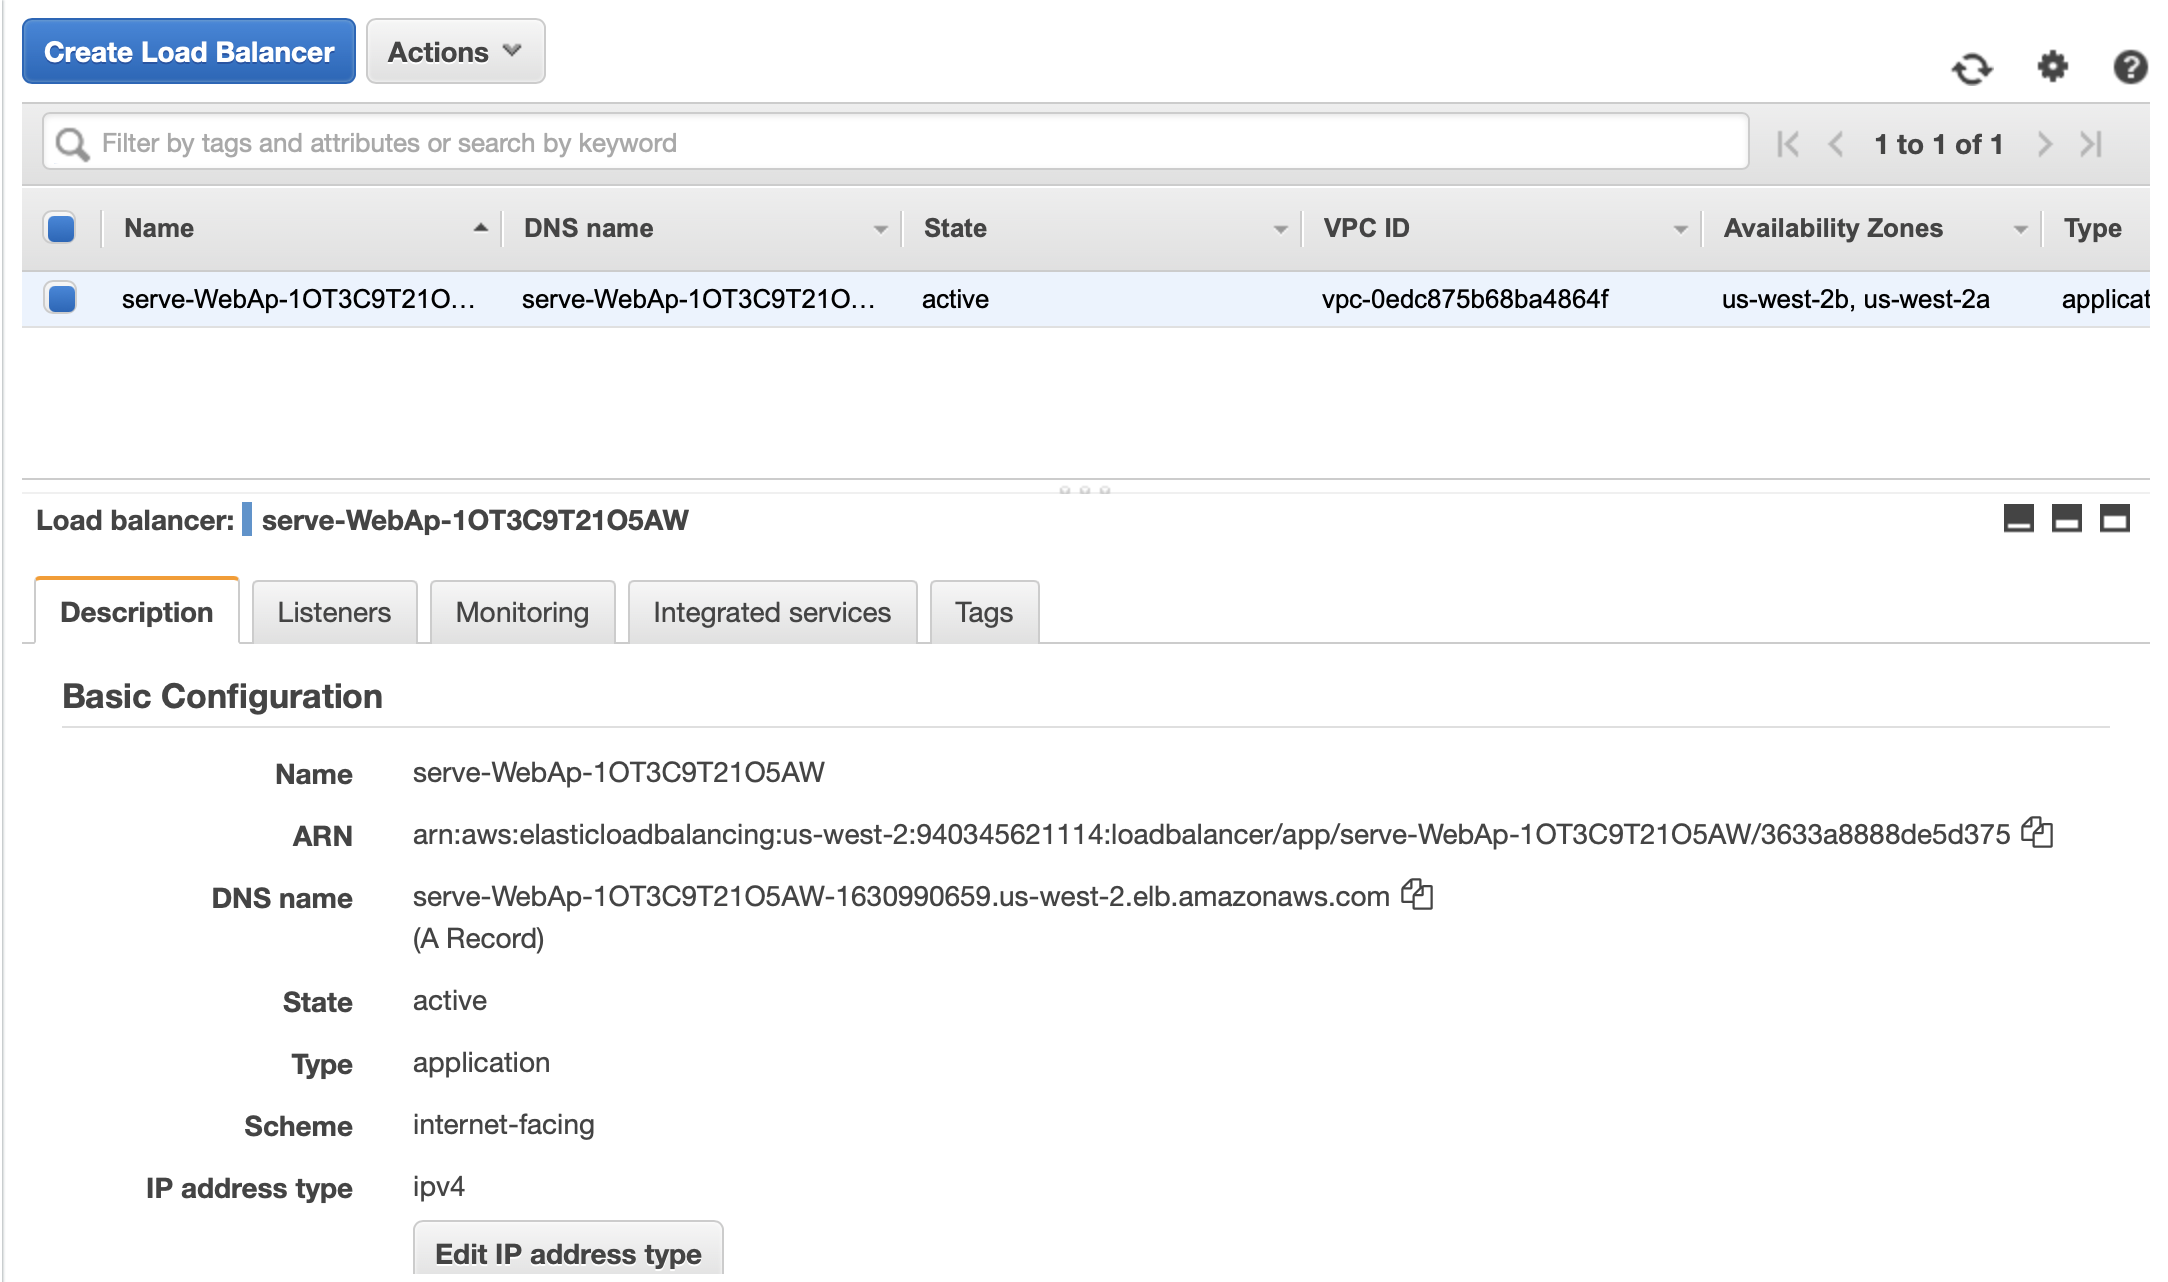 Create Load Balancer Actions
Filter by tags and attributes or search by keyword 1 to 1 of 1
Name DNS name State VPC ID Availability Zones Type
serve-WebAp-1OT3C9T21O… serve-WebAp-1OT3C9T21O… active vpc-0edc875b68ba4864f us-west-2b, us-west-2a applicat
Load balancer: serve-WebAp-1OT3C9T21O5AW
Description Listeners Monitoring Integrated services Tags
Basic Configuration
Name serve-WebAp-1OT3C9T21O5AW
ARN arn:aws:elasticloadbalancing:us-west-2:940345621114:loadbalancer/app/serve-WebAp-1OT3C9T21O5AW/3633a8888de5d375
DNS name serve-WebAp-1OT3C9T21O5AW-1630990659.us-west-2.elb.amazonaws.com
(A Record)
State active
Type application
Scheme internet-facing
IP address type ipv4
Edit IP address type